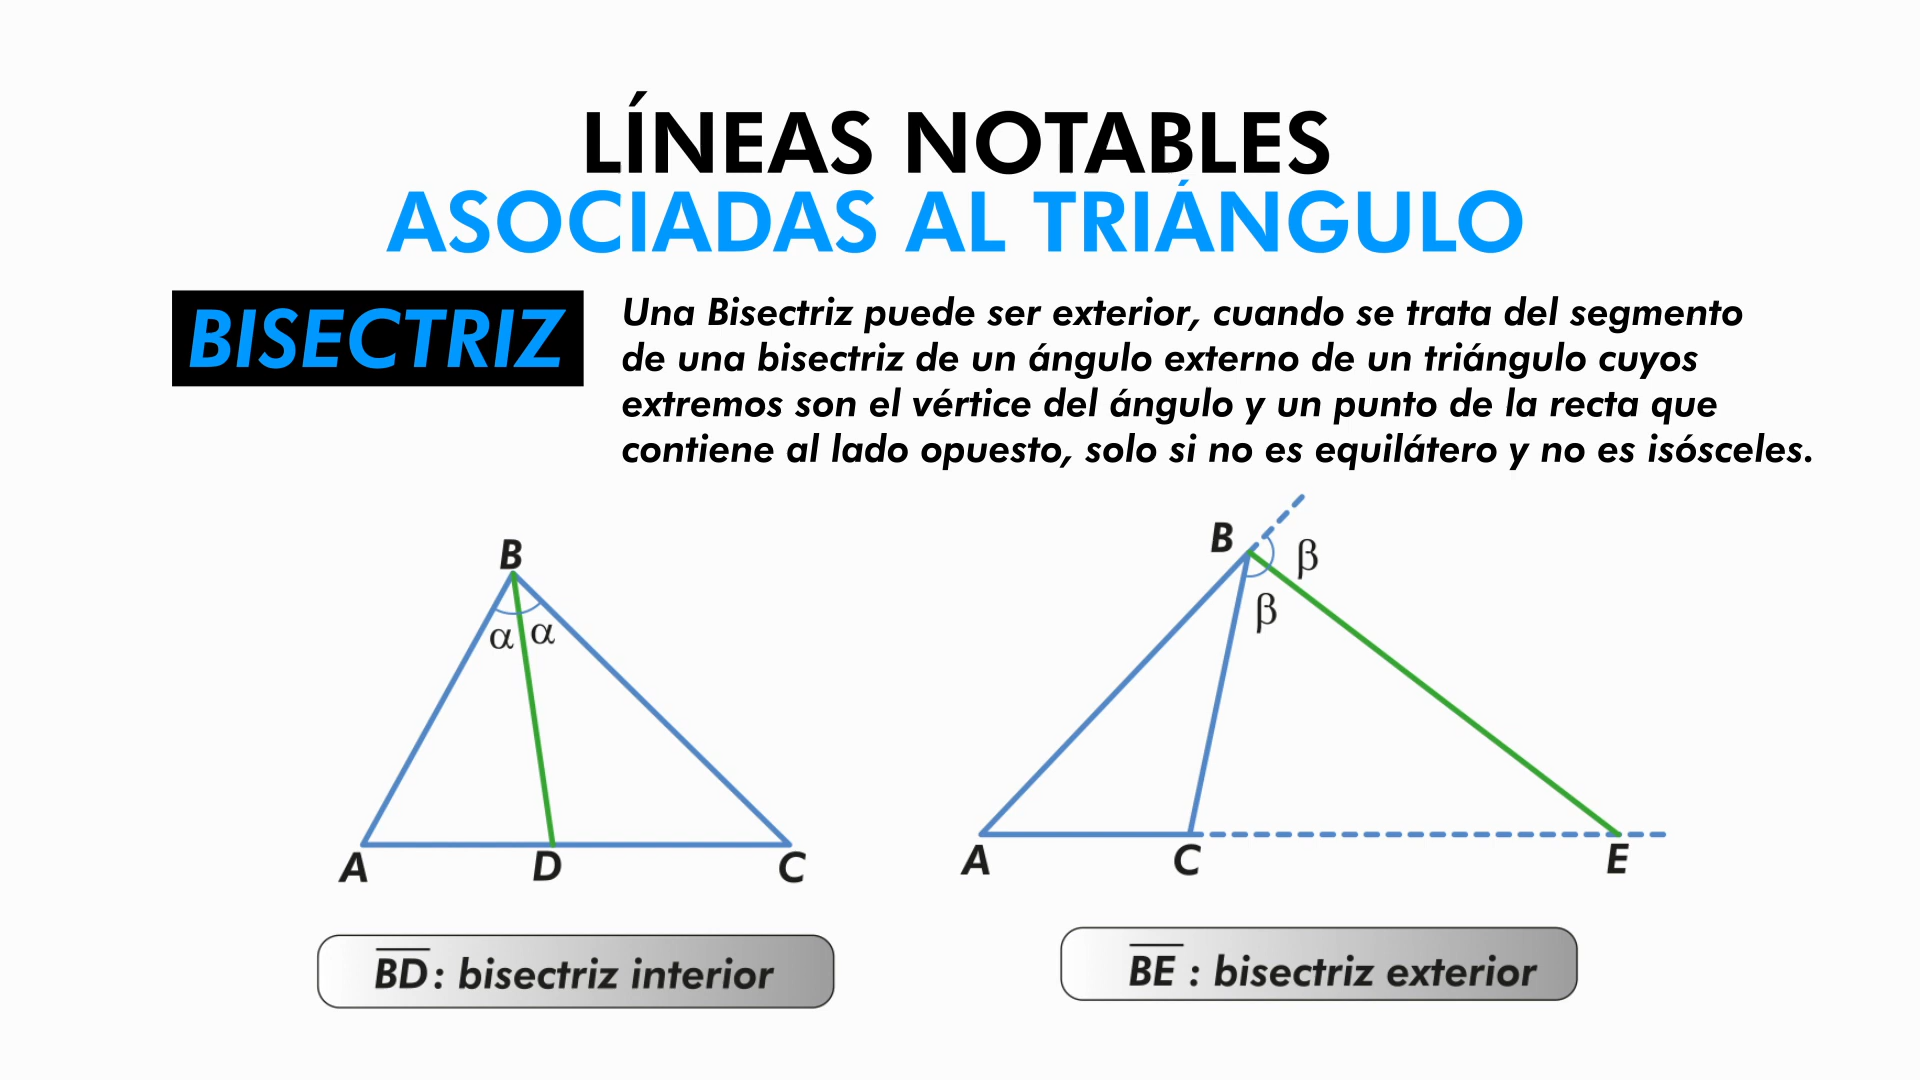 LÍNEAS NOTABLES
ASOCIADAS AL TRIÁNGULO
BISECTRIZ
Una Bisectriz puede ser exterior, cuando se trata del segmento
de una bisectriz de un ángulo externo de un triángulo cuyos
extremos son el vértice del ángulo y un punto de la recta que
contiene al lado opuesto, solo si no es equilátero y no es isósceles.
B
α α
A D C
B
β
β
A C E
BD: bisectriz interior
BE : bisectriz exterior